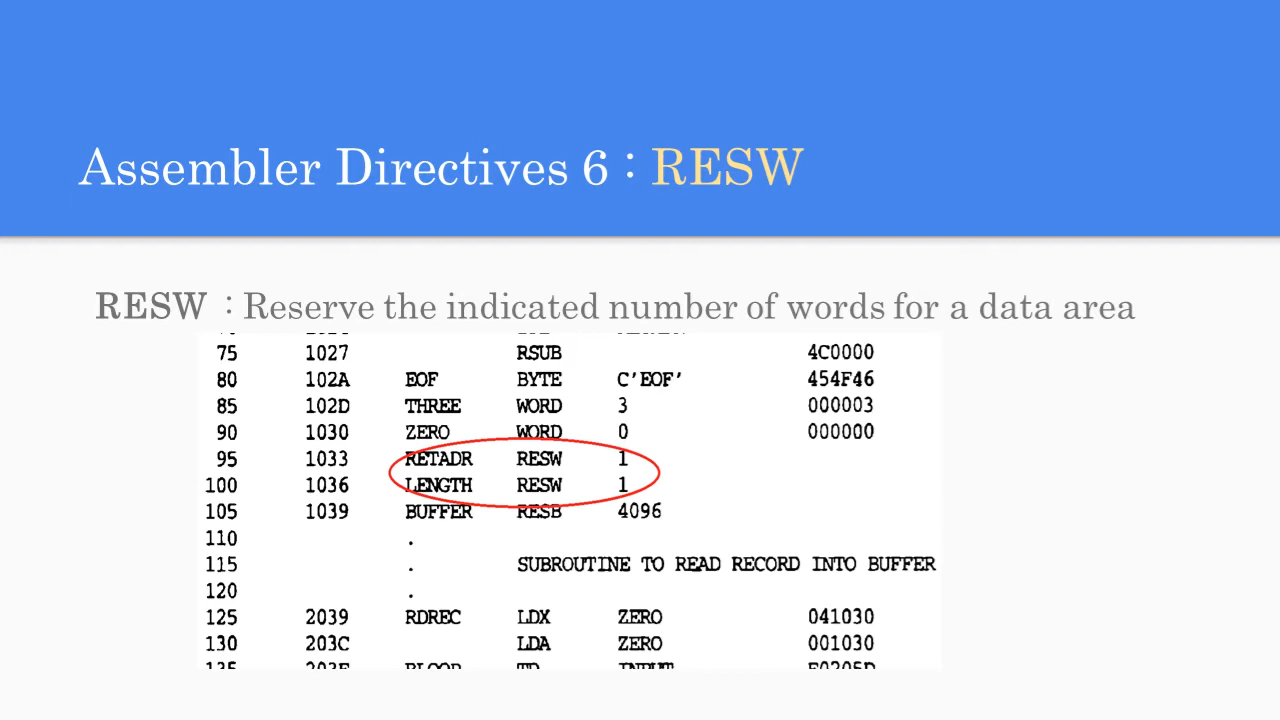 Assembler Directives 6 : RESW
RESW : Reserve the indicated number of words for a data area
75 1027 RSUB 4C0000
80 102A EOF BYTE C'EOF' 454F46
85 102D THREE WORD 3 000003
90 1030 ZERO WORD 0 000000
95 1033 RETADR RESW 1
100 1036 LENGTH RESW 1
105 1039 BUFFER RESB 4096
110 .
115 . SUBROUTINE TO READ RECORD INTO BUFFER
120 .
125 2039 RDREC LDX ZERO 041030
130 203C LDA ZERO 001030